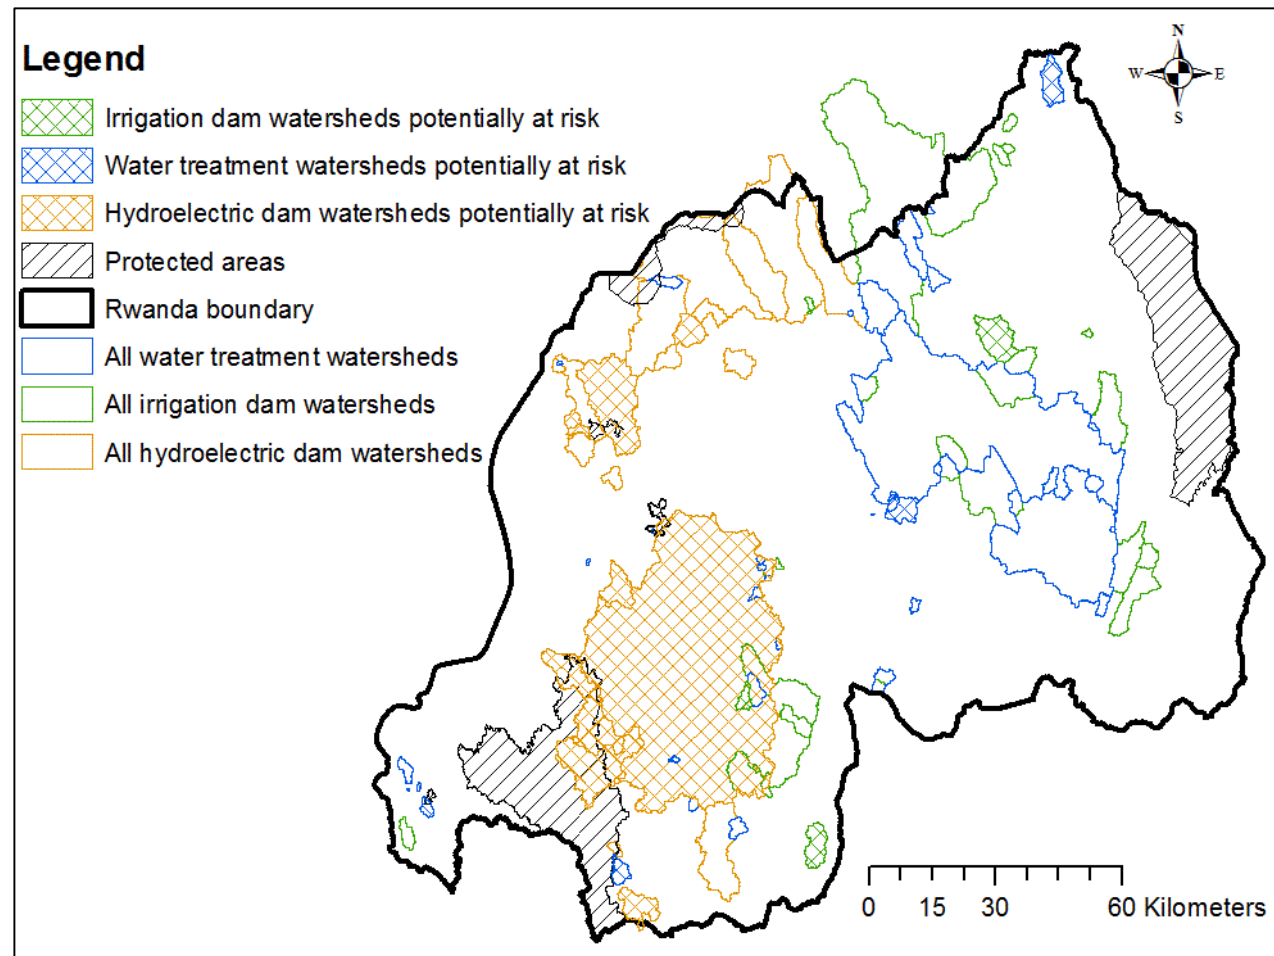 Legend
Irrigation dam watersheds potentially at risk
Water treatment watersheds potentially at risk
Hydroelectric dam watersheds potentially at risk
Protected areas
Rwanda boundary
All water treatment watersheds
All irrigation dam watersheds
All hydroelectric dam watersheds
N
W E
S
0 15 30 60 Kilometers